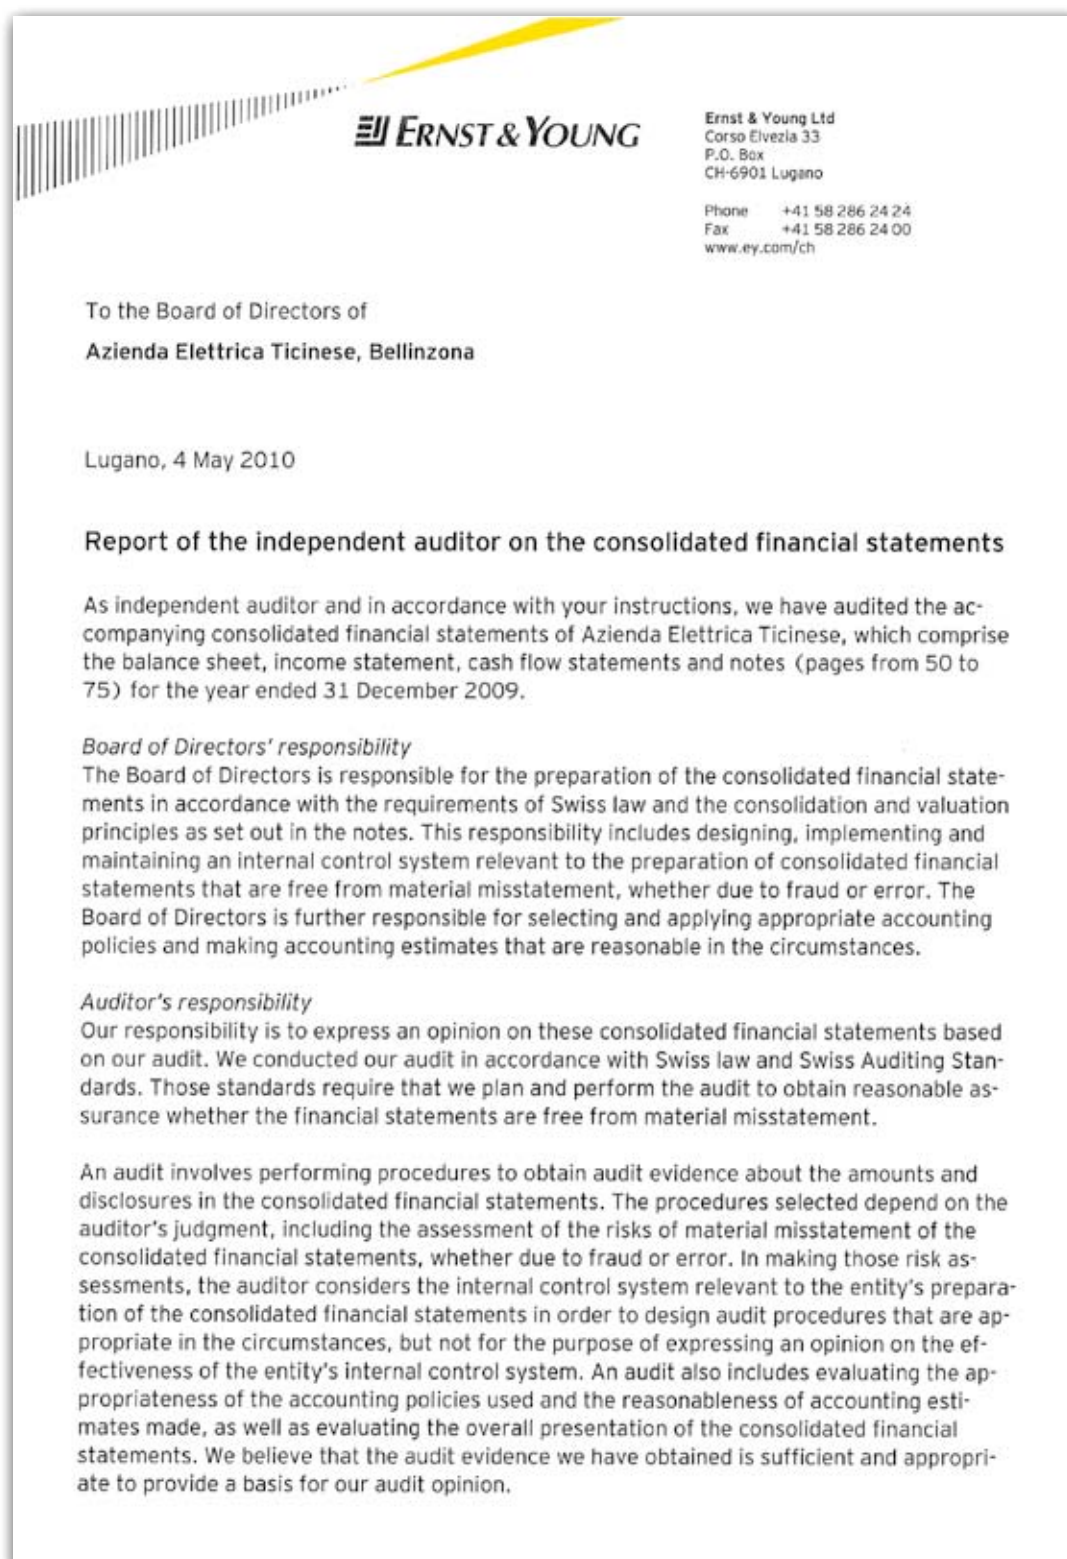 ERNST & YOUNG
Ernst & Young Ltd
Corso Elvezia 33
P.O. Box
CH-6901 Lugano
Phone +41 58 286 24 24
Fax +41 58 286 24 00
www.ey.com/ch
To the Board of Directors of
Azienda Elettrica Ticinese, Bellinzona
Lugano, 4 May 2010
Report of the independent auditor on the consolidated financial statements
As independent auditor and in accordance with your instructions, we have audited the ac-
companying consolidated financial statements of Azienda Elettrica Ticinese, which comprise
the balance sheet, income statement, cash flow statements and notes (pages from 50 to
75) for the year ended 31 December 2009.
Board of Directors' responsibility
The Board of Directors is responsible for the preparation of the consolidated financial state-
ments in accordance with the requirements of Swiss law and the consolidation and valuation
principles as set out in the notes. This responsibility includes designing, implementing and
maintaining an internal control system relevant to the preparation of consolidated financial
statements that are free from material misstatement, whether due to fraud or error. The
Board of Directors is further responsible for selecting and applying appropriate accounting
policies and making accounting estimates that are reasonable in the circumstances.
Auditor's responsibility
Our responsibility is to express an opinion on these consolidated financial statements based
on our audit. We conducted our audit in accordance with Swiss law and Swiss Auditing Stan-
dards. Those standards require that we plan and perform the audit to obtain reasonable as-
surance whether the financial statements are free from material misstatement.
An audit involves performing procedures to obtain audit evidence about the amounts and
disclosures in the consolidated financial statements. The procedures selected depend on the
auditor's judgment, including the assessment of the risks of material misstatement of the
consolidated financial statements, whether due to fraud or error. In making those risk as-
sessments, the auditor considers the internal control system relevant to the entity's prepara-
tion of the consolidated financial statements in order to design audit procedures that are ap-
propriate in the circumstances, but not for the purpose of expressing an opinion on the ef-
fectiveness of the entity's internal control system. An audit also includes evaluating the ap-
propriateness of the accounting policies used and the reasonableness of accounting esti-
mates made, as well as evaluating the overall presentation of the consolidated financial
statements. We believe that the audit evidence we have obtained is sufficient and appropri-
ate to provide a basis for our audit opinion.